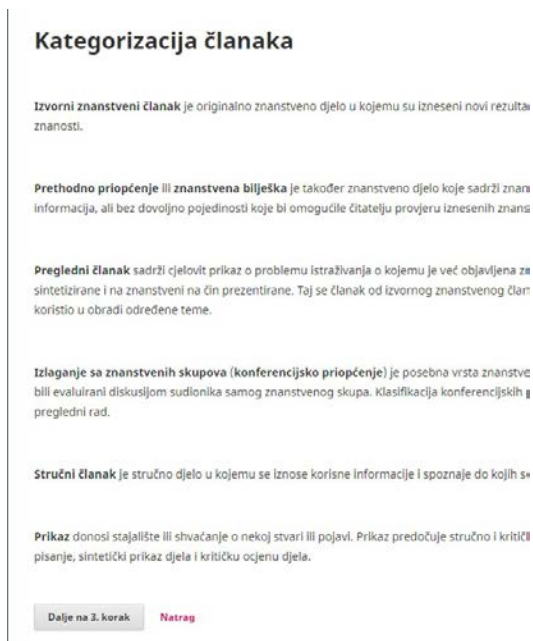 Kategorizacija članaka
Izvorni znanstveni članak je originalno znanstveno djelo u kojemu su izneseni novi
znanosti.
Prethodno priopćenje ili znanstvena bilješka je također znanstveno djelo koje sadrži
informacija, ali bez dovoljno pojedinosti koje bi omogućile čitatelju provjeru iznesenih
Pregledni članak sadrži cjelovit prikaz o problemu istraživanja o kojemu je već objavljena
sintetizirane i na znanstveni na čin prezentirane. Taj se članak od izvornog znanstvenog
koristio u obradi određene teme.
Izlaganje sa znanstvenih skupova (konferencijsko priopćenje) je posebna vrsta
bili evaluirani diskusijom sudionika samog znanstvenog skupa. Klasifikacija konferencijskih
pregledni rad.
Stručni članak je stručno djelo u kojemu se iznose korisne informacije i spoznaje do kojih
Prikaz donosi stajalište ili shvaćanje o nekoj stvari ili pojavi. Prikaz predočuje stručno i
pisanje, sintetički prikaz djela i kritičku ocjenu djela.
Dalje na 3. korak Natrag